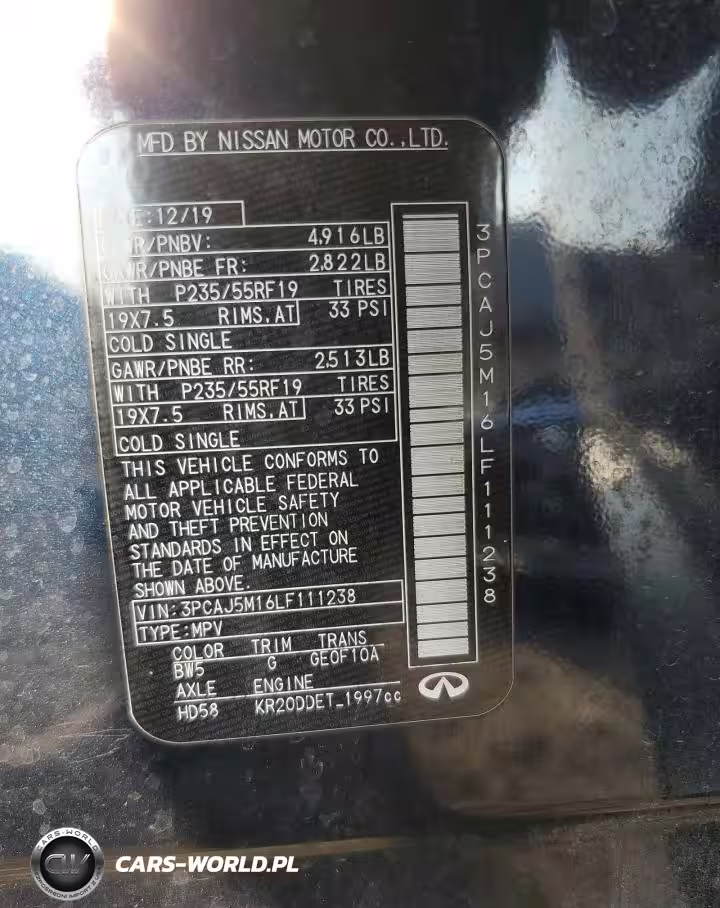 MFD BY NISSAN MOTOR CO.,LTD.
:12/19
/PNBV: 4,916LB
/PNBE FR: 2,822LB
WITH P235/55RF19 TIRES
19X7.5 RIMS.AT 33 PSI
COLD SINGLE
GAWR/PNBE RR: 2,513LB
WITH P235/55RF19 TIRES
19X7.5 RIMS.AT 33 PSI
COLD SINGLE
THIS VEHICLE CONFORMS TO
ALL APPLICABLE FEDERAL
MOTOR VEHICLE SAFETY
AND THEFT PREVENTION
STANDARDS IN EFFECT ON
THE DATE OF MANUFACTURE
SHOWN ABOVE.
VIN:3PCAJ5M16LF111238
TYPE:MPV
COLOR TRIM TRANS
BW5 G GE0F10A
AXLE ENGINE
HD58 KR20DDET_1997cc
3PCAJ5M16LF111238
CARS-WORLD
CW
CARS-WORLD.PL